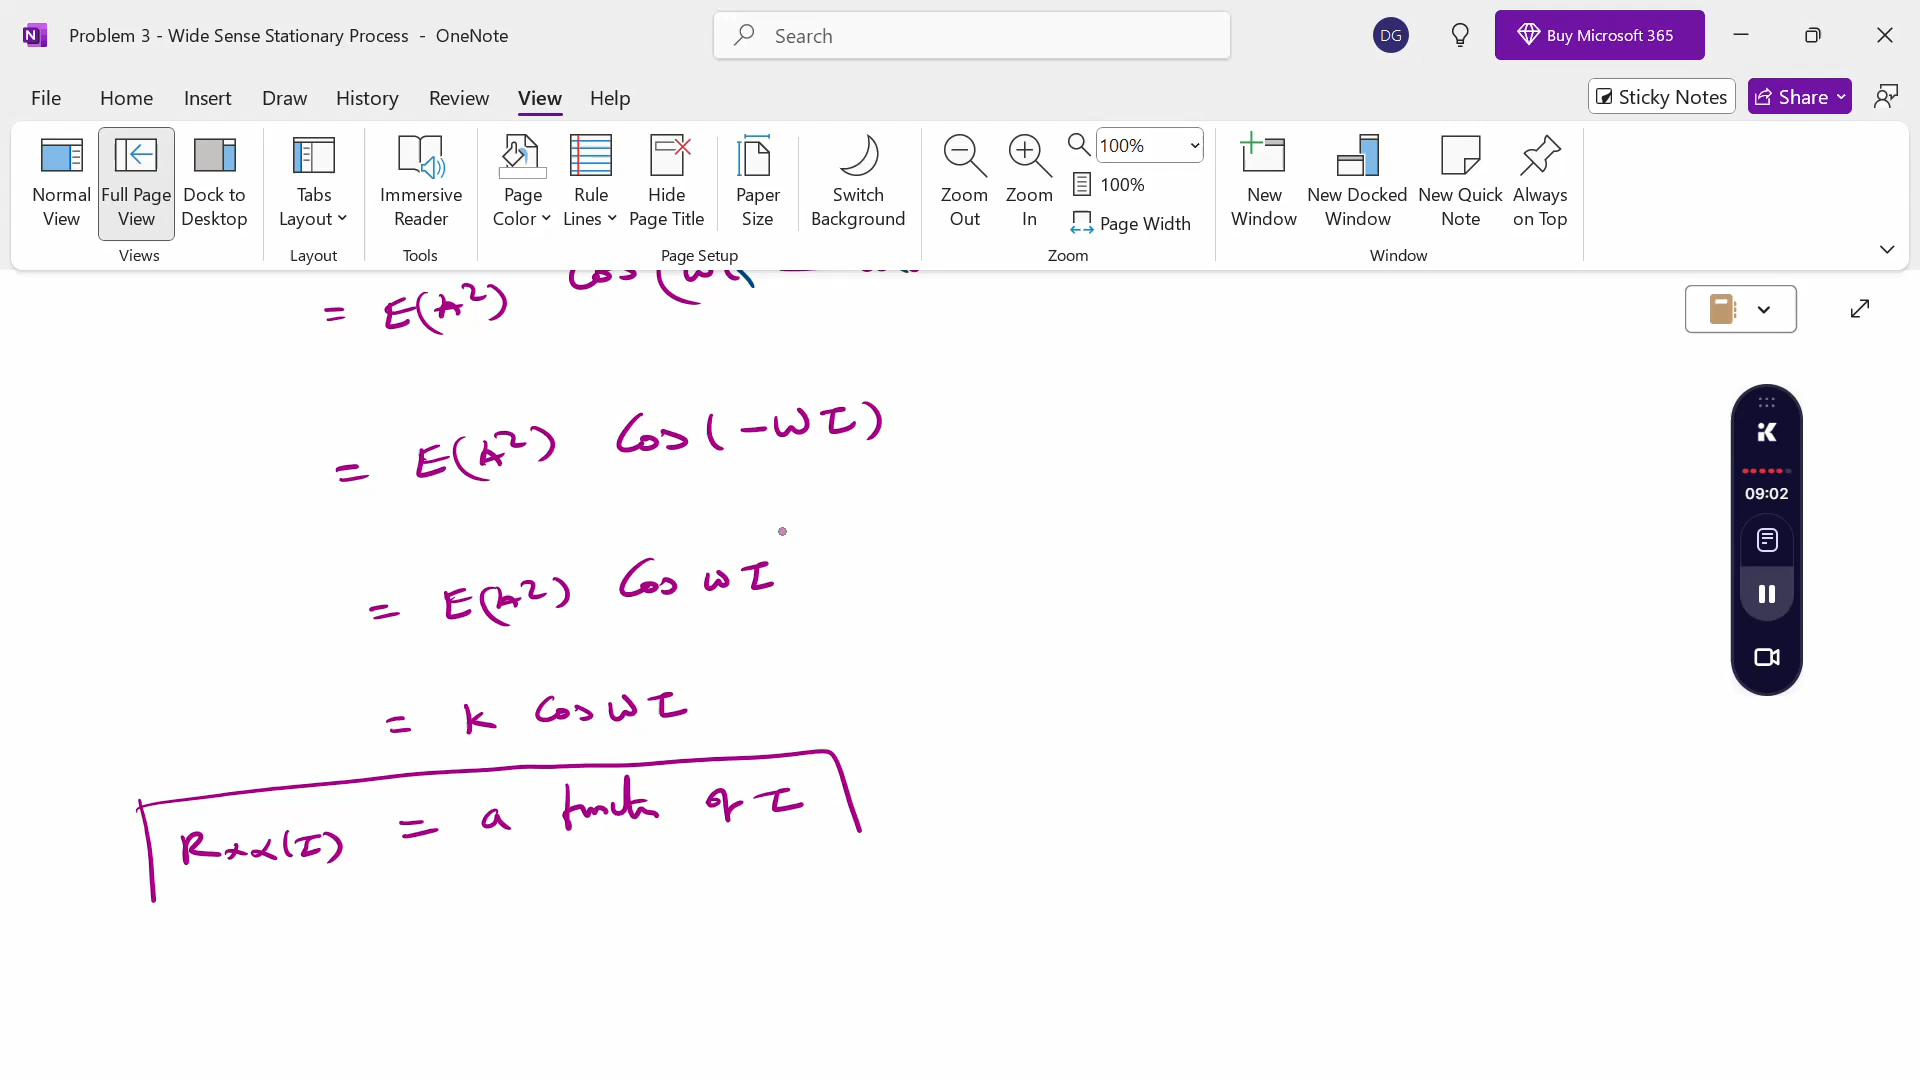 Problem 3 - Wide Sense Stationary Process - OneNote
Search
DG
Buy Microsoft 365
File Home Insert Draw History Review View Help
Sticky Notes
Share
Normal View
Full Page View
Dock to Desktop
Views
Tabs Layout
Layout
Immersive Reader
Tools
Page Color
Rule Lines
Hide Page Title
Paper Size
Page Setup
Switch Background
Zoom Out
Zoom In
100%
100%
Page Width
Zoom
New Window
New Docked Window
New Quick Note
Always on Top
Window
= E(A²) Cos(
= E(A²) Cos(-ωτ)
= E(A²) Cos ωτ
= k Cos ωτ
Rxx(τ) = a of τ
09:02